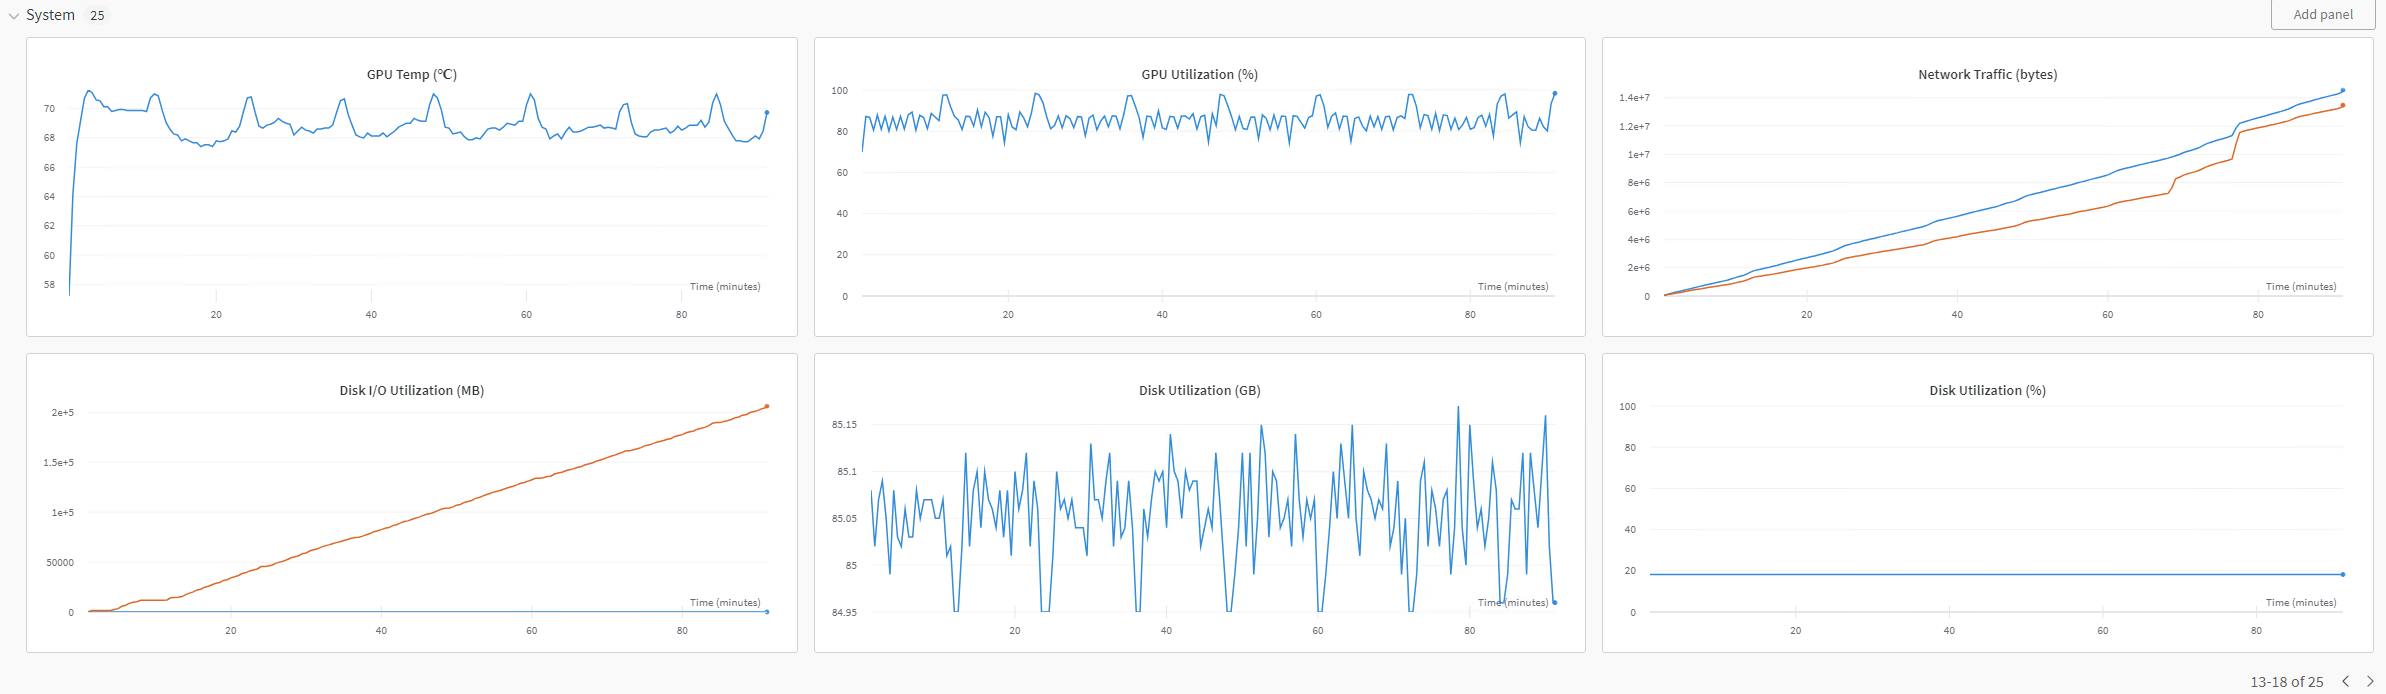 System 25
Add panel
GPU Temp (℃)
70
68
66
64
62
60
58
Time (minutes)
20 40 60 80
GPU Utilization (%)
100
80
60
40
20
0
Time (minutes)
20 40 60 80
Network Traffic (bytes)
1.4e+7
1.2e+7
1e+7
8e+6
6e+6
4e+6
2e+6
0
Time (minutes)
20 40 60 80
Disk I/O Utilization (MB)
2e+5
1.5e+5
1e+5
50000
0
Time (minutes)
20 40 60 80
Disk Utilization (GB)
85.15
85.1
85.05
85
84.95
Time (minutes)
20 40 60 80
Disk Utilization (%)
100
80
60
40
20
0
Time (minutes)
20 40 60 80
13-18 of 25